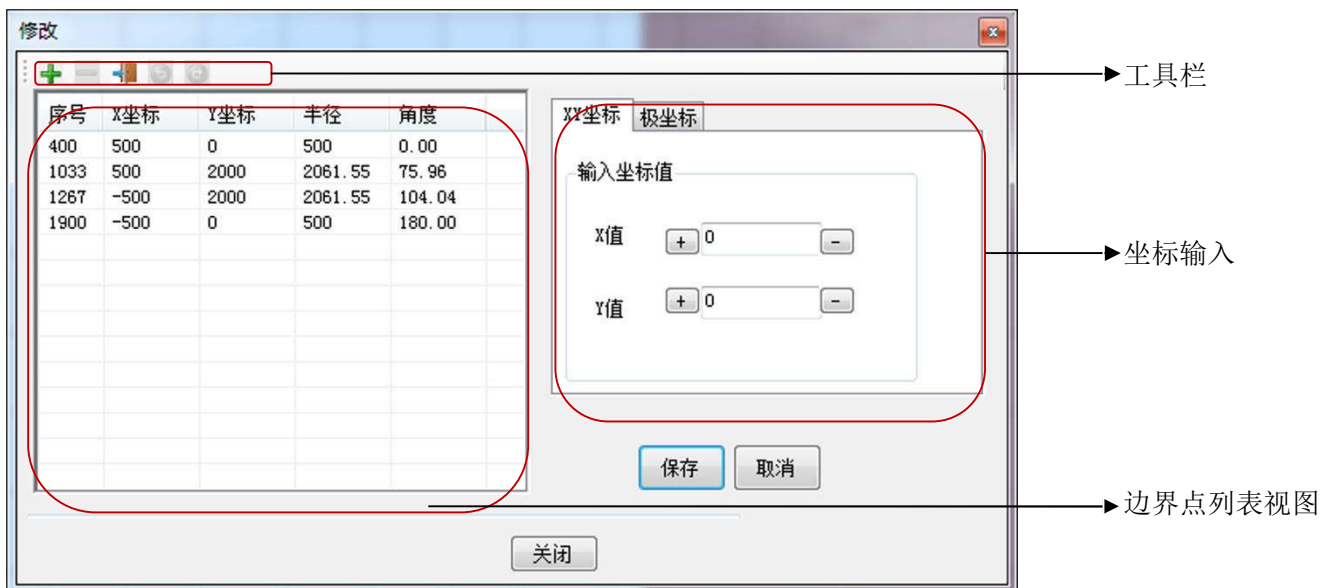 修改
工具栏
序号 X坐标 Y坐标 半径 角度
400 500 0 500 0.00
1033 500 2000 2061.55 75.96
1267 -500 2000 2061.55 104.04
1900 -500 0 500 180.00
XY坐标 极坐标
输入坐标值
X值 + 0 -
Y值 + 0 -
坐标输入
保存 取消
边界点列表视图
关闭